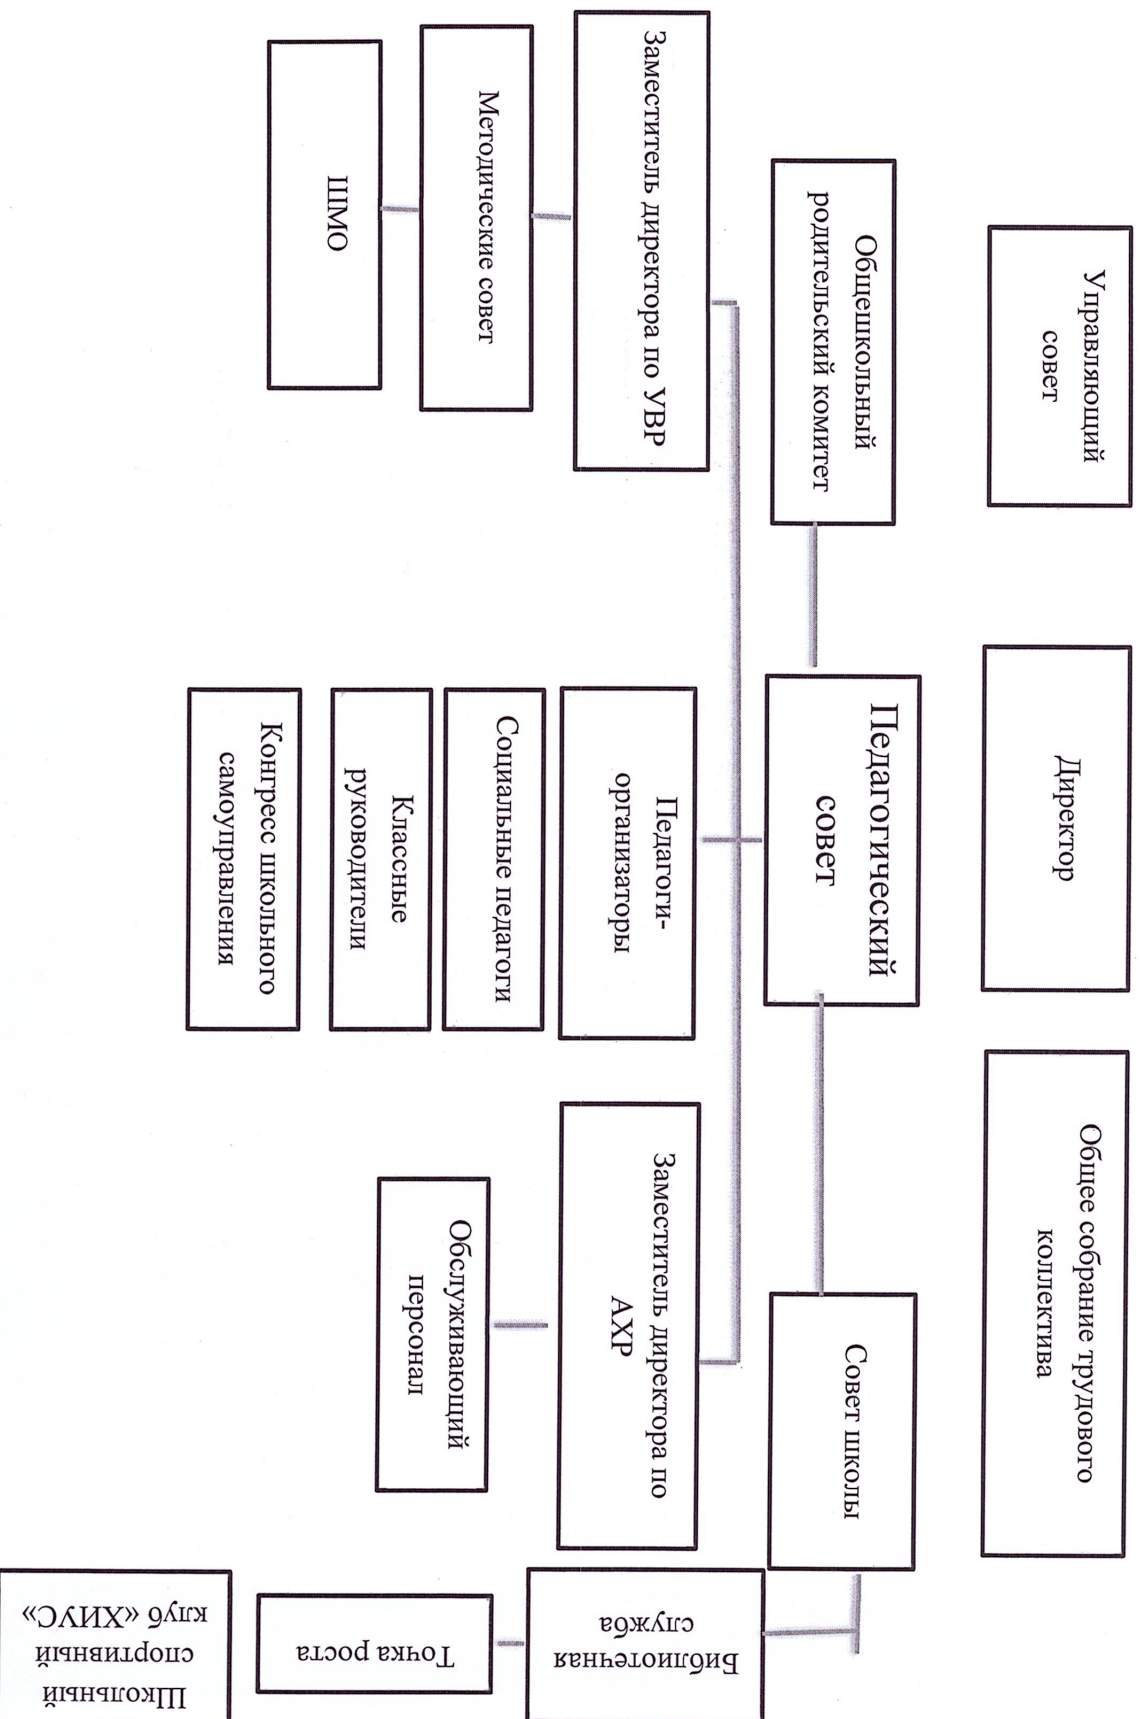 Управляющий
совет
Директор
Общее собрание трудового
коллектива
Общешкольный
родительский комитет
Педагогический
совет
Совет школы
Заместитель директора по УВР
Педагоги-
организаторы
Заместитель директора по
АХР
Библиотечная
служба
Методические совет
Социальные педагоги
Обслуживающий
персонал
Точка роста
ШМО
Классные
руководители
Конгресс школьного
самоуправления
Школьный
спортивный
клуб «ХИУС»